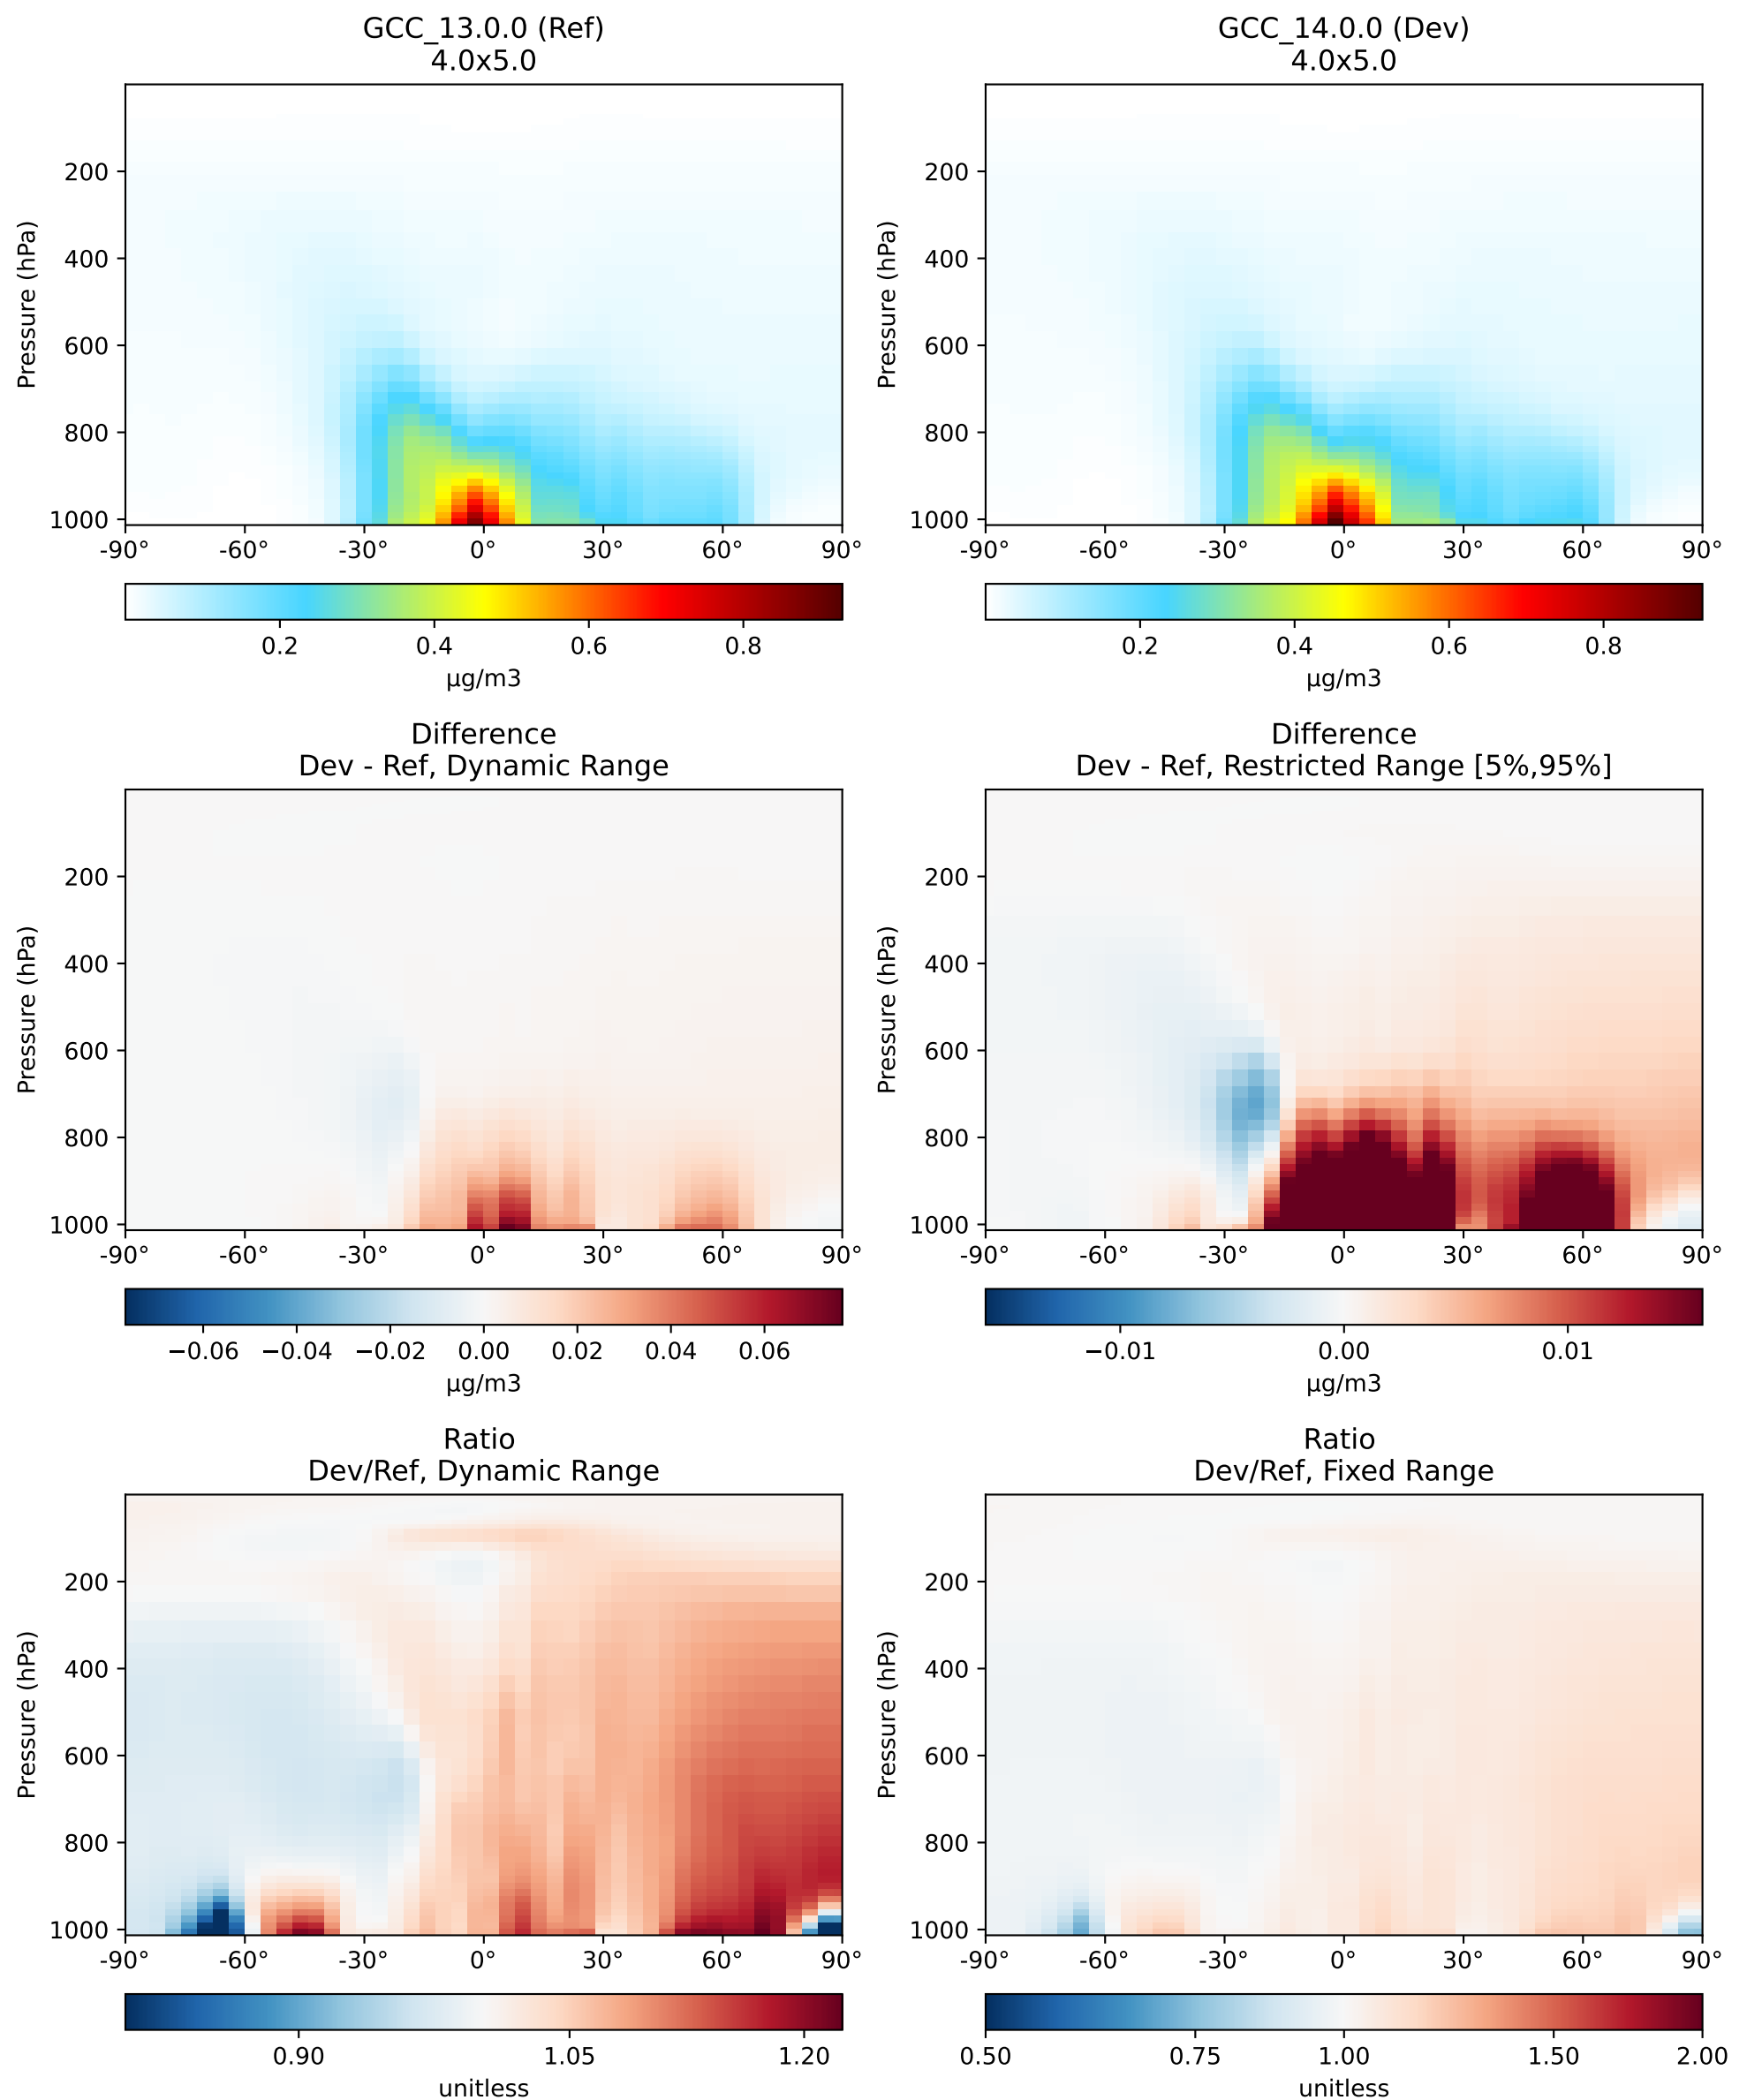 GCC_13.0.0 (Ref)
4.0x5.0
Pressure (hPa)
200
400
600
800
1000
-90° -60° -30° 0° 30° 60° 90°
0.2 0.4 0.6 0.8
µg/m3
GCC_14.0.0 (Dev)
4.0x5.0
Pressure (hPa)
200
400
600
800
1000
-90° -60° -30° 0° 30° 60° 90°
0.2 0.4 0.6 0.8
µg/m3
Difference
Dev - Ref, Dynamic Range
Pressure (hPa)
200
400
600
800
1000
-90° -60° -30° 0° 30° 60° 90°
−0.06 −0.04 −0.02 0.00 0.02 0.04 0.06
µg/m3
Difference
Dev - Ref, Restricted Range [5%,95%]
Pressure (hPa)
200
400
600
800
1000
-90° -60° -30° 0° 30° 60° 90°
−0.01 0.00 0.01
µg/m3
Ratio
Dev/Ref, Dynamic Range
Pressure (hPa)
200
400
600
800
1000
-90° -60° -30° 0° 30° 60° 90°
0.90 1.05 1.20
unitless
Ratio
Dev/Ref, Fixed Range
Pressure (hPa)
200
400
600
800
1000
-90° -60° -30° 0° 30° 60° 90°
0.50 0.75 1.00 1.50 2.00
unitless